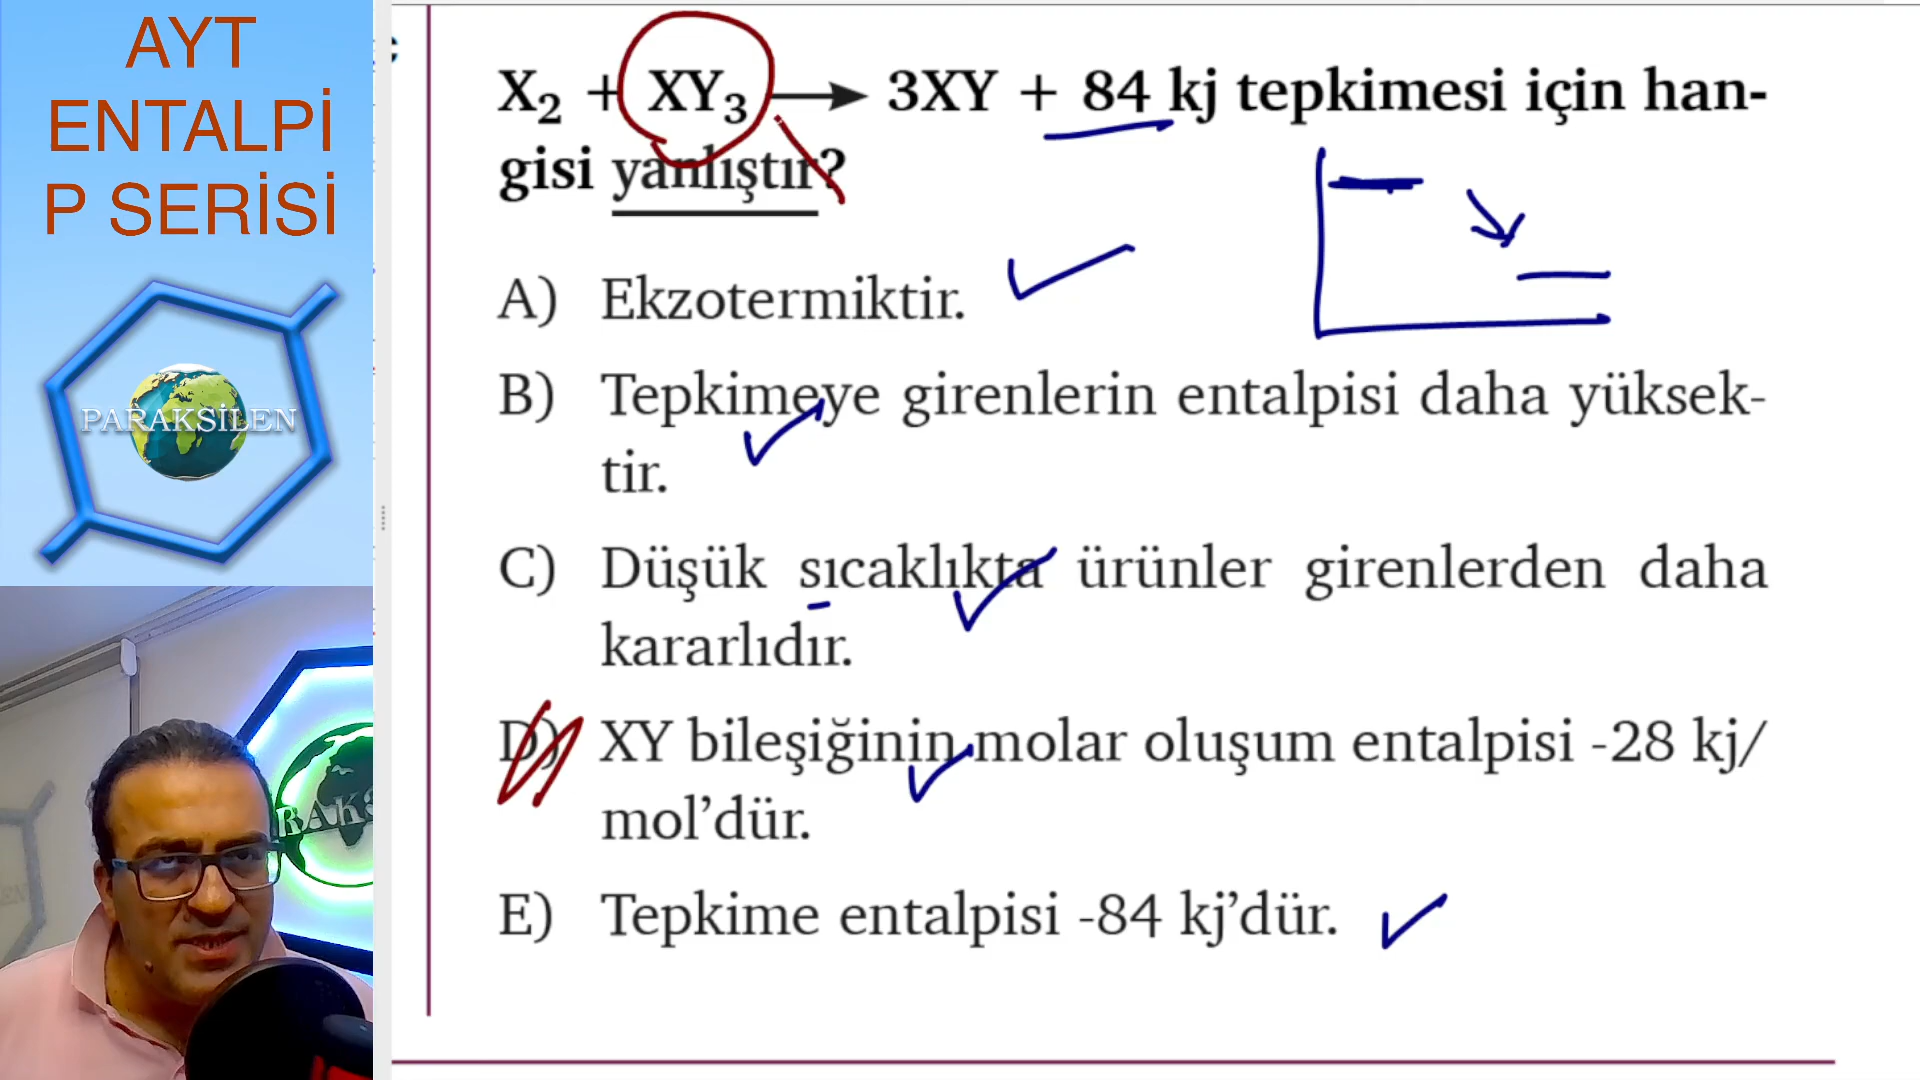 AYT
ENTALPİ
P SERİSİ
PARAKSİLEN
X₂ + XY₃ → 3XY + 84 kj tepkimesi için han-
gisi yanlıştır?
A) Ekzotermiktir.
B) Tepkimeye girenlerin entalpisi daha yüksek-
tir.
C) Düşük sıcaklıkta ürünler girenlerden daha
kararlıdır.
D) XY bileşiğinin molar oluşum entalpisi -28 kj/
mol’dür.
E) Tepkime entalpisi -84 kj’dür.